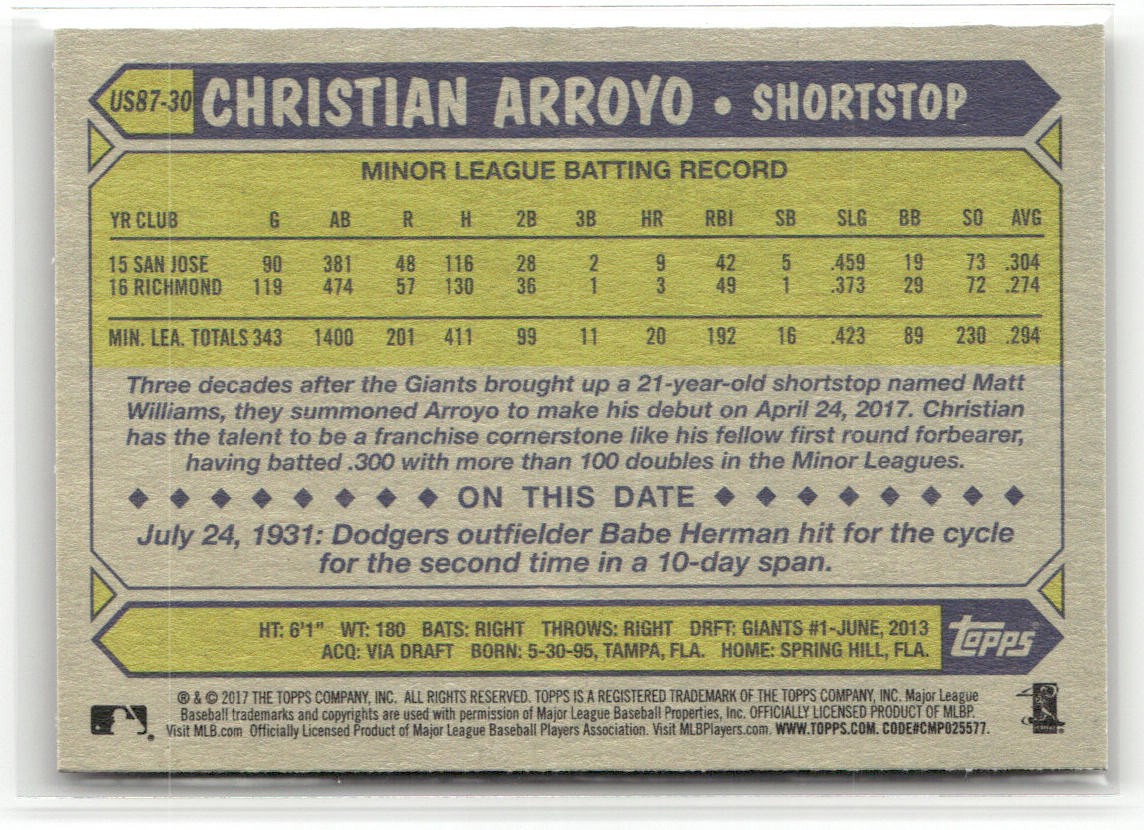 US87-30 CHRISTIAN ARROYO • SHORTSTOP
MINOR LEAGUE BATTING RECORD
YR CLUB G AB R H 2B 3B HR RBI SB SLG BB SO AVG
15 SAN JOSE 90 381 48 116 28 2 9 42 5 .459 19 73 .304
16 RICHMOND 119 474 57 130 36 1 3 49 1 .373 29 72 .274
MIN. LEA. TOTALS 343 1400 201 411 99 11 20 192 16 .423 89 230 .294
Three decades after the Giants brought up a 21-year-old shortstop named Matt
Williams, they summoned Arroyo to make his debut on April 24, 2017. Christian
has the talent to be a franchise cornerstone like his fellow first round forbearer,
having batted .300 with more than 100 doubles in the Minor Leagues.
◆ ◆ ◆ ◆ ◆ ◆ ◆ ◆ ON THIS DATE ◆ ◆ ◆ ◆ ◆ ◆ ◆ ◆
July 24, 1931: Dodgers outfielder Babe Herman hit for the cycle
for the second time in a 10-day span.
HT: 6'1" WT: 180 BATS: RIGHT THROWS: RIGHT DRFT: GIANTS #1-JUNE, 2013
ACQ: VIA DRAFT BORN: 5-30-95, TAMPA, FLA. HOME: SPRING HILL, FLA.
topps
® & © 2017 THE TOPPS COMPANY, INC. ALL RIGHTS RESERVED. TOPPS IS A REGISTERED TRADEMARK OF THE TOPPS COMPANY, INC. Major League
Baseball trademarks and copyrights are used with permission of Major League Baseball Properties, Inc. OFFICIALLY LICENSED PRODUCT OF MLBP.
Visit MLB.com Officially Licensed Product of Major League Baseball Players Association. Visit MLBPlayers.com. WWW.TOPPS.COM. CODE#CMP025577.